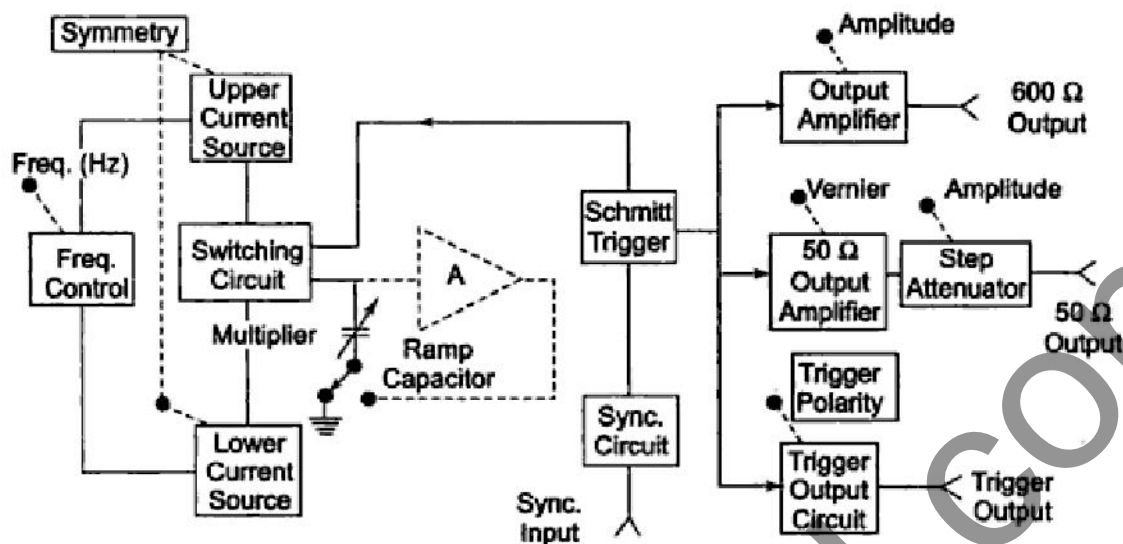 Symmetry
Upper
Current
Source
Freq. (Hz)
Freq.
Control
Switching
Circuit
Multiplier
A
Ramp
Capacitor
Lower
Current
Source
Schmitt
Trigger
Sync.
Circuit
Sync.
Input
Amplitude
Output
Amplifier
600 Ω
Output
Vernier
50 Ω
Output
Amplifier
Amplitude
Step
Attenuator
50 Ω
Output
Trigger
Polarity
Trigger
Output
Circuit
Trigger
Output